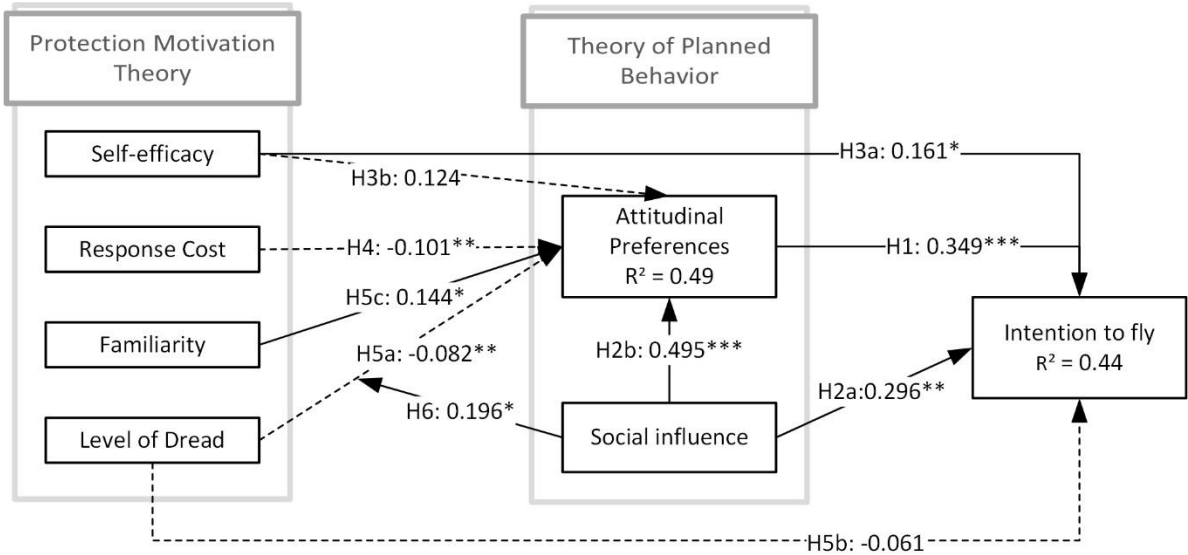 Protection Motivation
Theory
Theory of Planned
Behavior
Self-efficacy
H3a: 0.161*
H3b: 0.124
Attitudinal
Preferences
R² = 0.49
Response Cost
H4: -0.101**
H1: 0.349***
H5c: 0.144*
Familiarity
H5a: -0.082**
H2b: 0.495***
Intention to fly
R² = 0.44
H2a:0.296**
H6: 0.196*
Level of Dread
Social influence
H5b: -0.061